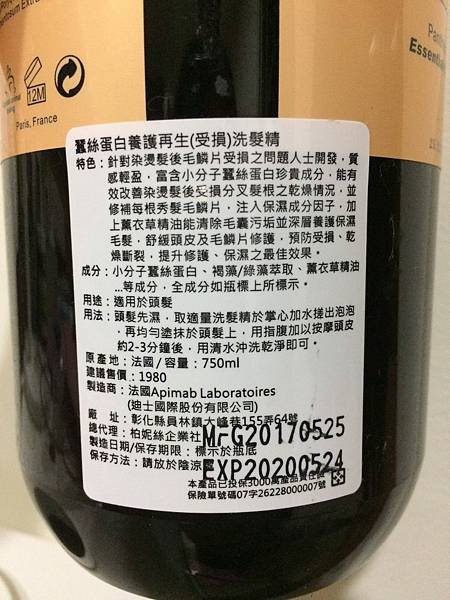 Essential
12M
Paris, France
蠶絲蛋白養護再生(受損)洗髮精
特色：針對染燙髮後毛鱗片受損之問題人士開發，質
感輕盈，富含小分子蠶絲蛋白珍貴成分，能有
效改善染燙髮後受損分叉髮根之乾燥情況，並
修補每根秀髮毛鱗片，注入保濕成分因子，加
上薰衣草精油能清除毛囊污垢並深層養護保濕
毛髮，舒緩頭皮及毛鱗片修護，預防受損、乾
燥斷裂，提升修護、保濕之最佳效果。
成分：小分子蠶絲蛋白、褐藻/綠藻萃取、薰衣草精油
...等成分，全成分如瓶標上所標示。
用途：適用於頭髮
用法：頭髮先濕，取適量洗髮精於掌心加水搓出泡泡
，再均勻塗抹於頭髮上，用指腹加以按摩頭皮
約2-3分鐘後，用清水沖洗乾淨即可。
原產地：法國/容量：750ml
建議售價：1980
製造商：法國Apimab Laboratoires
(迪士國際股份有限公司)
廠　址：彰化縣員林鎮大峰巷155弄64號
總代理：柏妮絲企業社
MFG20170525
製造日期/保存期限：標示於瓶底
保存方法：請放於陰涼處
EXP20200524
本產品已投保3000萬產品責任險
保險單號碼07字26228000007號